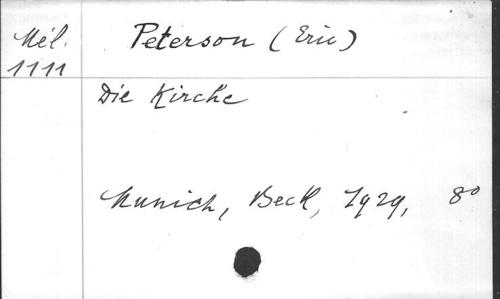 Mél. Peterson (Eric)
1111
Die Kirche
Munich, Beck, 1929, 8°